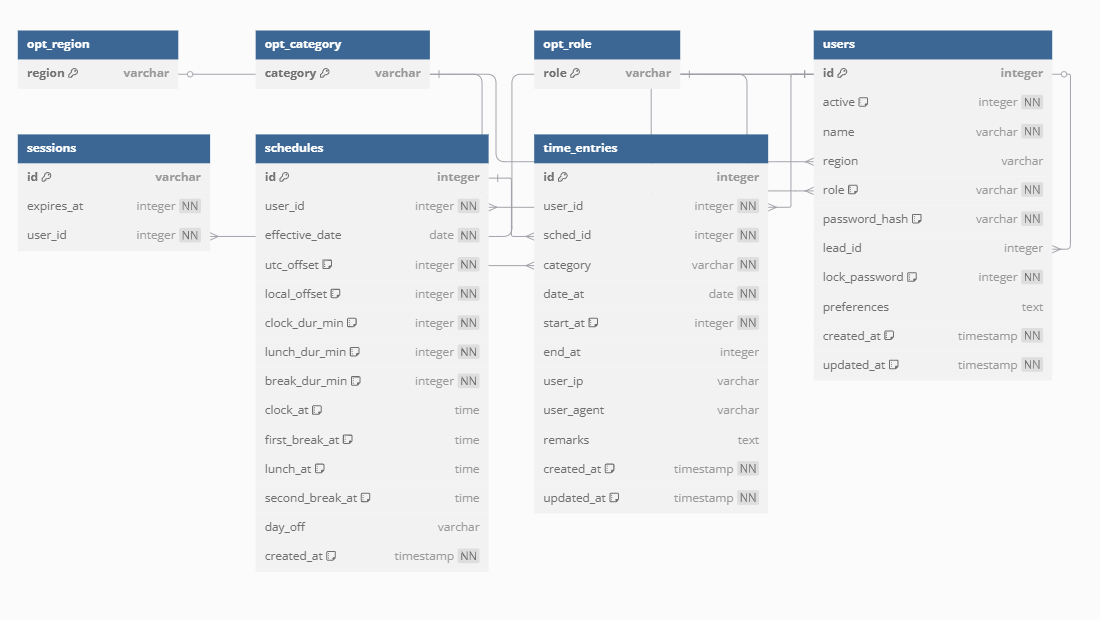 opt_region
region varchar
opt_category
category varchar
opt_role
role varchar
users
id integer
active integer NN
name varchar NN
region varchar
role varchar NN
password_hash varchar NN
lead_id integer
lock_password integer NN
preferences text
created_at timestamp NN
updated_at timestamp NN
sessions
id varchar
expires_at integer NN
user_id integer NN
schedules
id integer
user_id integer NN
effective_date date NN
utc_offset integer NN
local_offset integer NN
clock_dur_min integer NN
lunch_dur_min integer NN
break_dur_min integer NN
clock_at time
first_break_at time
lunch_at time
second_break_at time
day_off varchar
created_at timestamp NN
time_entries
id integer
user_id integer NN
sched_id integer NN
category varchar NN
date_at date NN
start_at integer NN
end_at integer
user_ip varchar
user_agent varchar
remarks text
created_at timestamp NN
updated_at timestamp NN